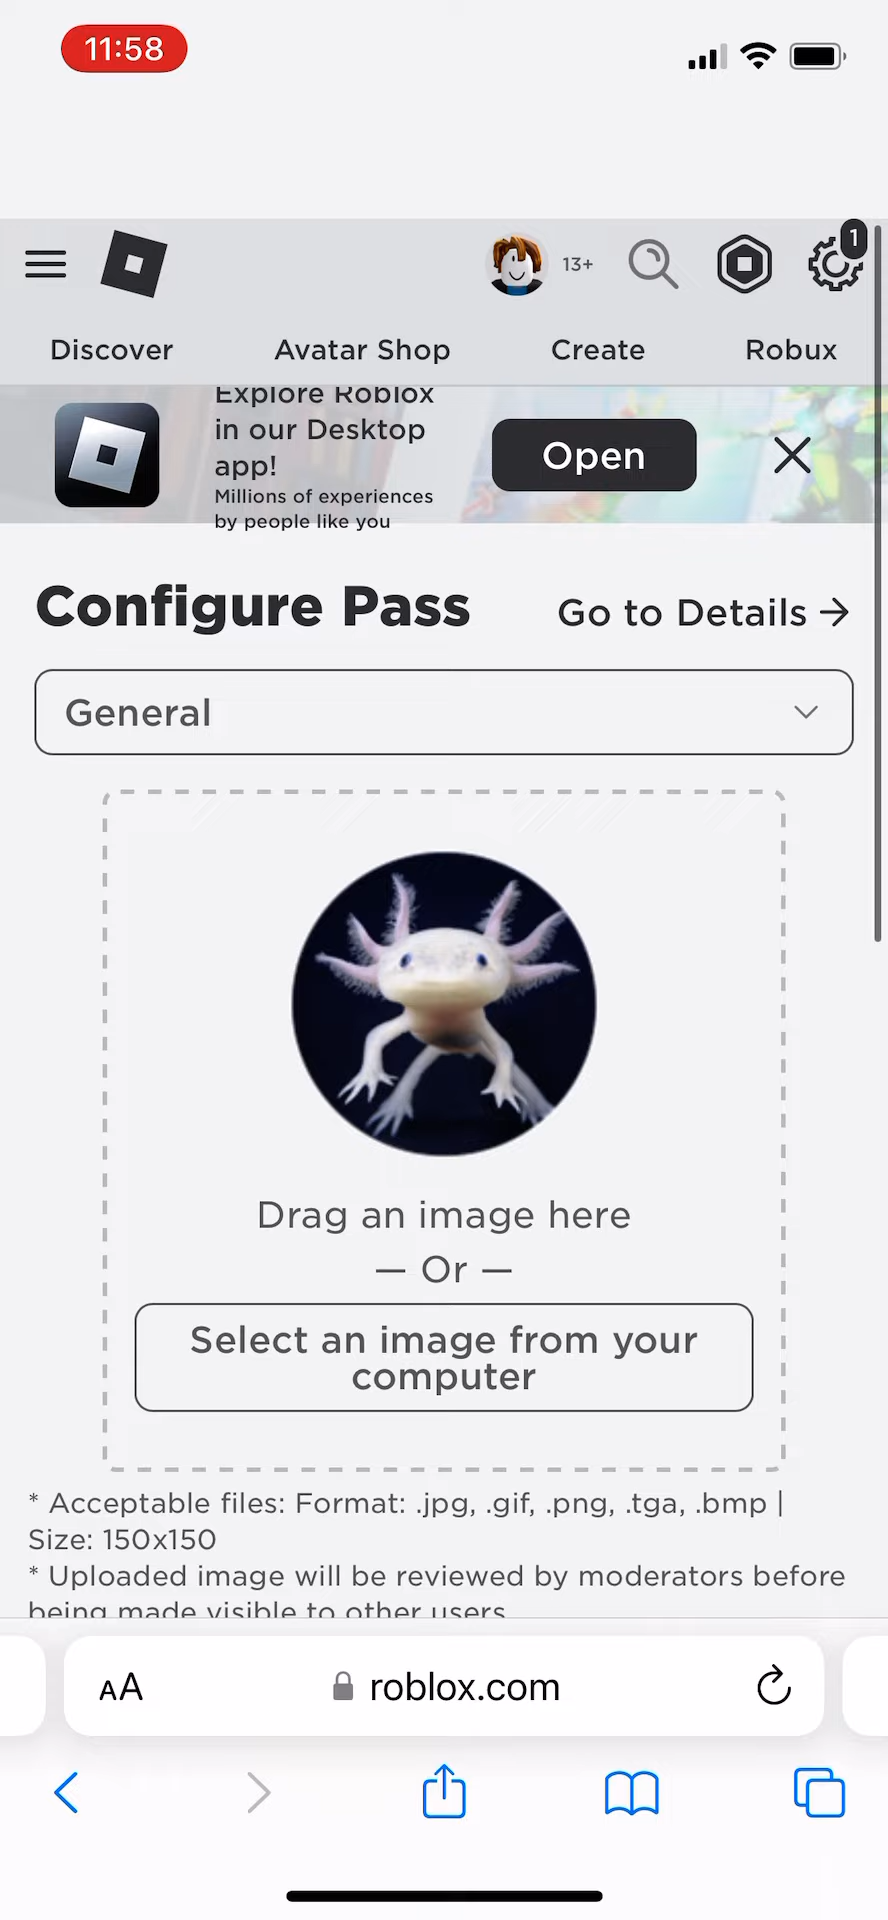 11:58
1
13+
Discover
Avatar Shop
Create
Robux
Explore Roblox
in our Desktop
app!
Millions of experiences
by people like you
Open
Configure Pass
Go to Details →
General
Drag an image here
— Or —
Select an image from your
computer
* Acceptable files: Format: .jpg, .gif, .png, .tga, .bmp |
Size: 150x150
* Uploaded image will be reviewed by moderators before
being made visible to other users
AA
roblox.com